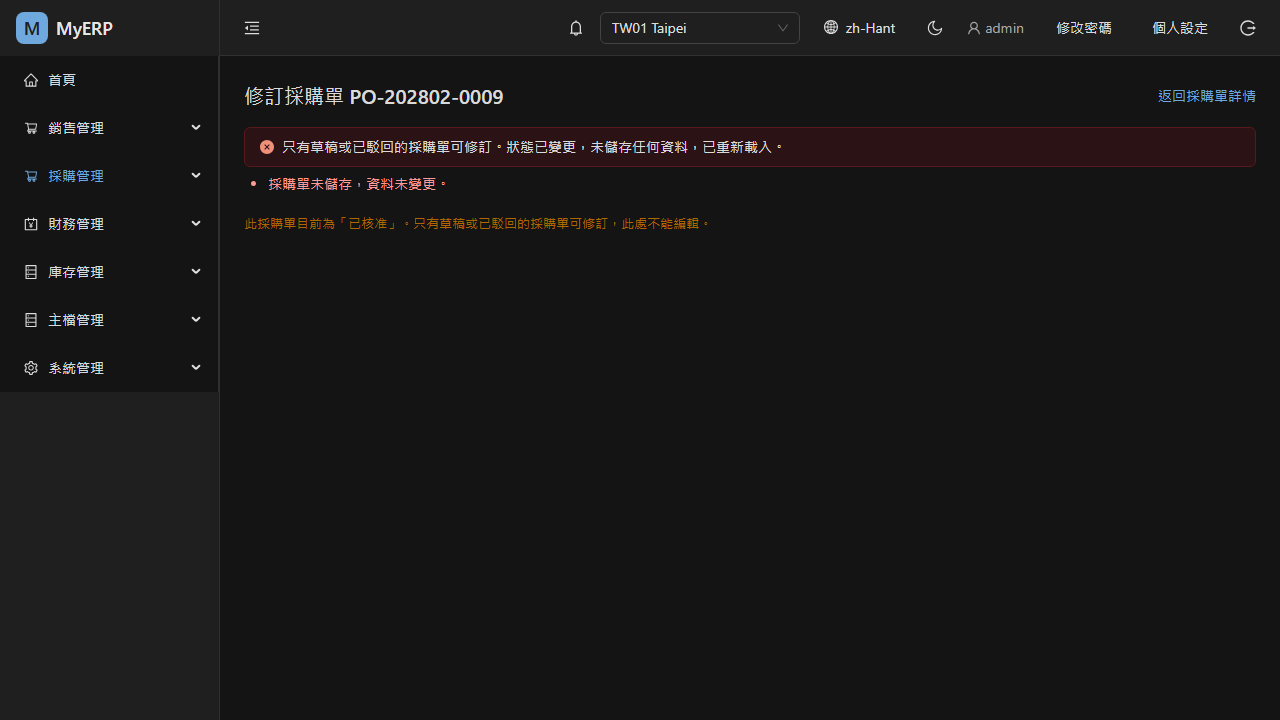 M MyERP
TW01 Taipei
zh-Hant
admin
修改密碼
個人設定
首頁
銷售管理
採購管理
財務管理
庫存管理
主檔管理
系統管理
修訂採購單 PO-202802-0009
返回採購單詳情
只有草稿或已駁回的採購單可修訂。狀態已變更，未儲存任何資料，已重新載入。
採購單未儲存，資料未變更。
此採購單目前為「已核准」。只有草稿或已駁回的採購單可修訂，此處不能編輯。